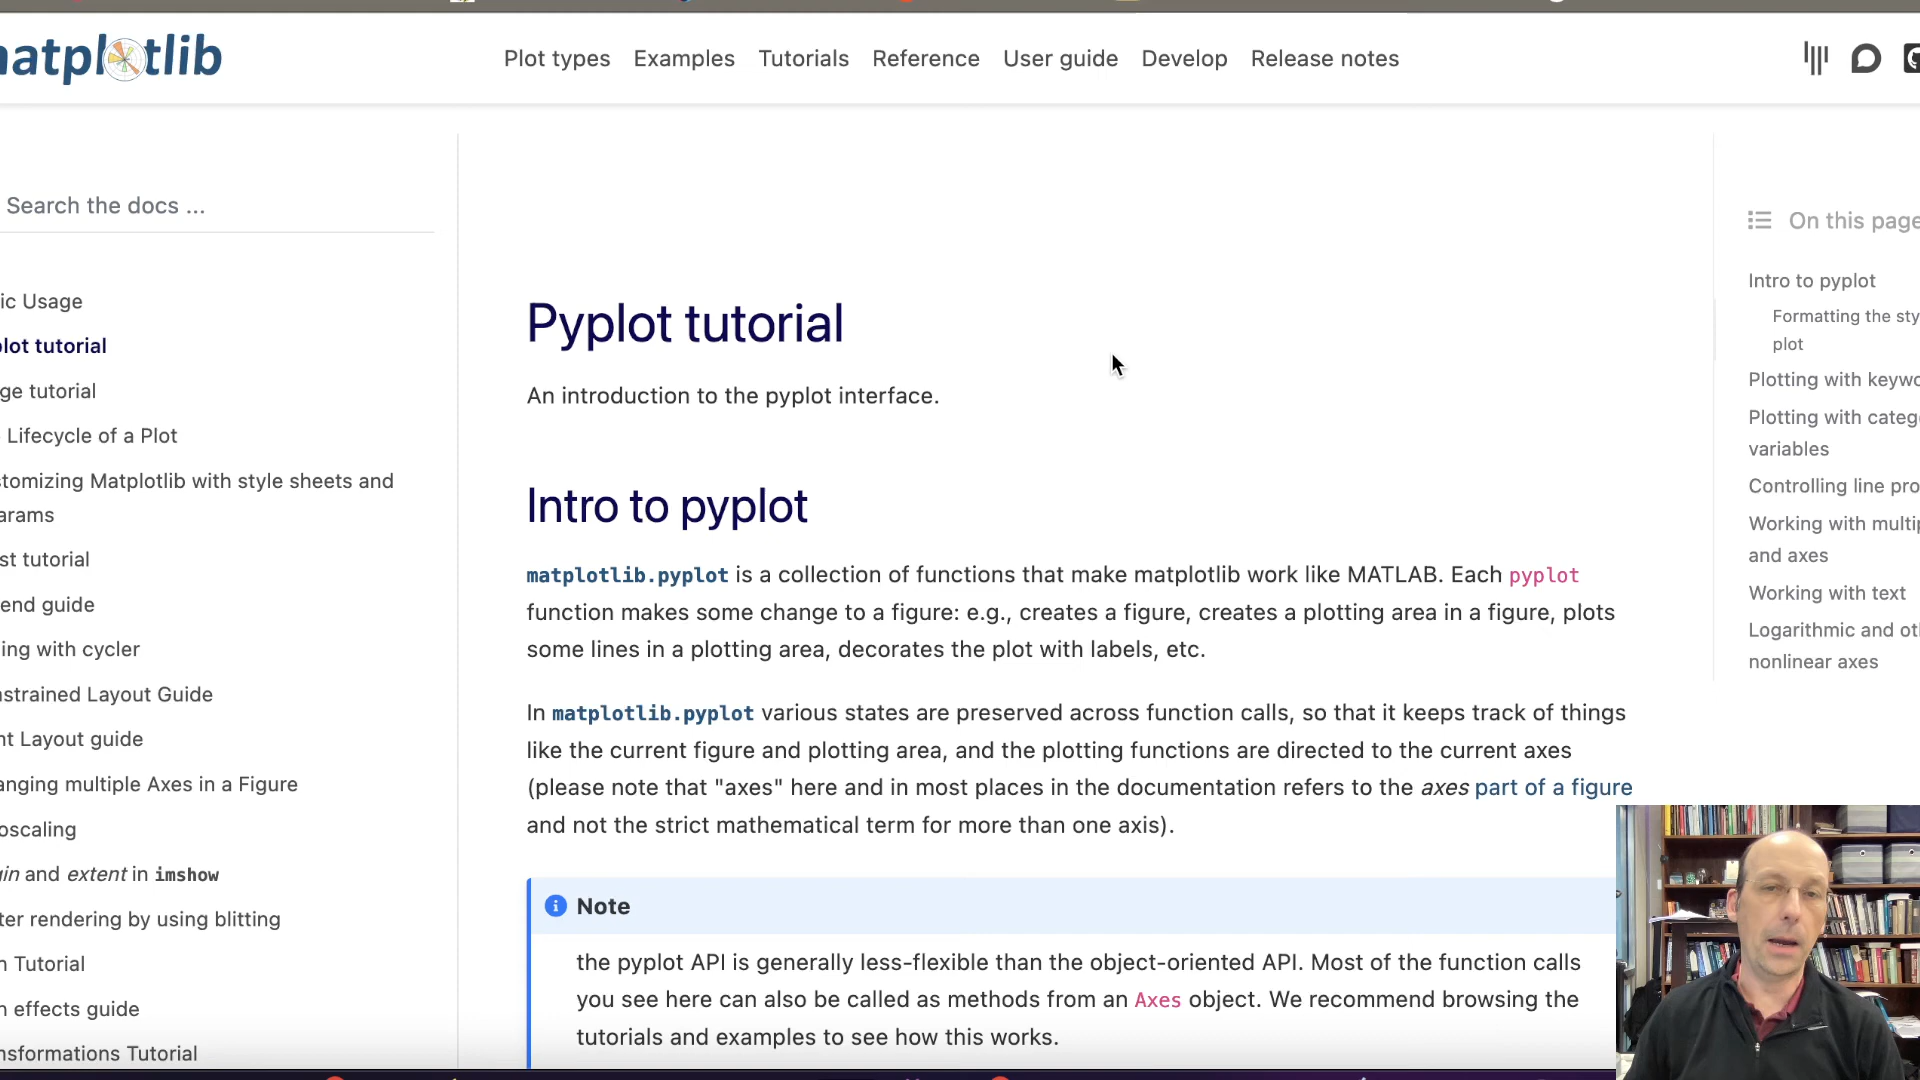 atplotlib
Plot types Examples Tutorials Reference User guide Develop Release notes
Search the docs ...
ic Usage
lot tutorial
ge tutorial
Lifecycle of a Plot
stomizing Matplotlib with style sheets and
arams
st tutorial
end guide
ing with cycler
nstrained Layout Guide
ht Layout guide
anging multiple Axes in a Figure
oscaling
gin and extent in imshow
ter rendering by using blitting
h Tutorial
h effects guide
nsformations Tutorial
Pyplot tutorial
An introduction to the pyplot interface.
Intro to pyplot
matplotlib.pyplot is a collection of functions that make matplotlib work like MATLAB. Each pyplot
function makes some change to a figure: e.g., creates a figure, creates a plotting area in a figure, plots
some lines in a plotting area, decorates the plot with labels, etc.
In matplotlib.pyplot various states are preserved across function calls, so that it keeps track of things
like the current figure and plotting area, and the plotting functions are directed to the current axes
(please note that "axes" here and in most places in the documentation refers to the axes part of a figure
and not the strict mathematical term for more than one axis).
Note
the pyplot API is generally less-flexible than the object-oriented API. Most of the function calls
you see here can also be called as methods from an Axes object. We recommend browsing the
tutorials and examples to see how this works.
On this page
Intro to pyplot
Formatting the sty
plot
Plotting with keywo
Plotting with categ
variables
Controlling line pro
Working with multip
and axes
Working with text
Logarithmic and ot
nonlinear axes